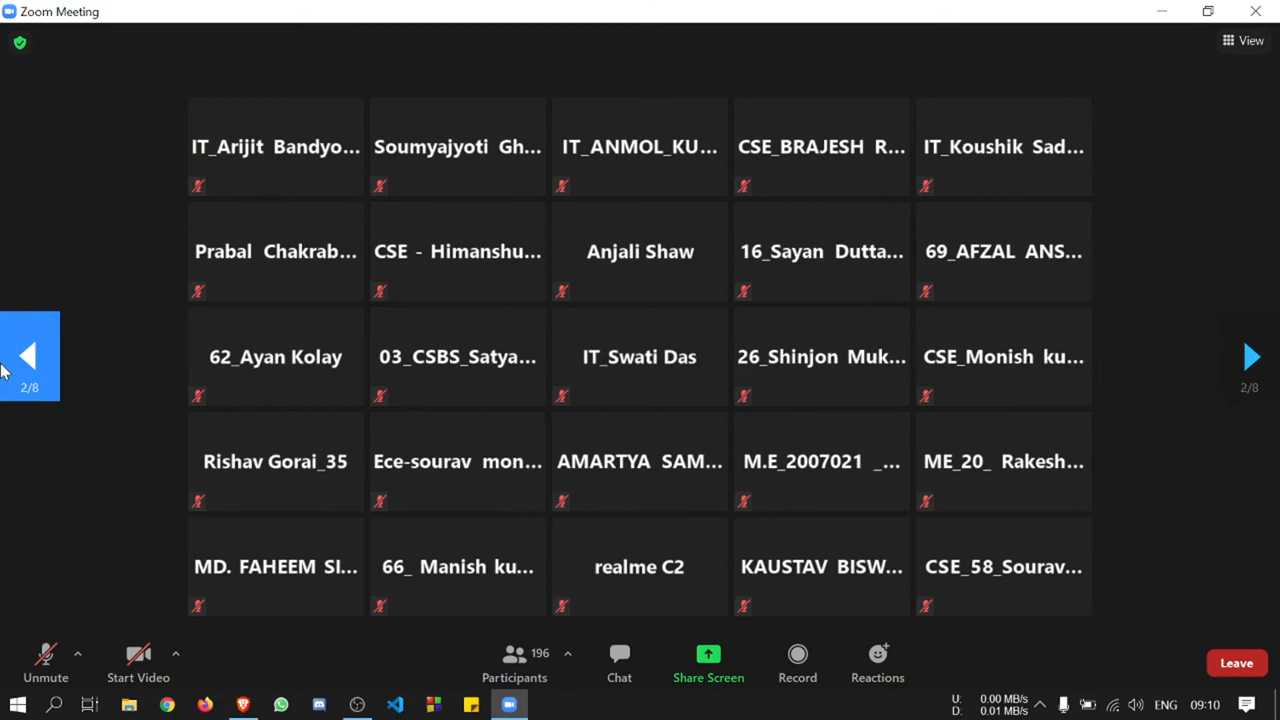 Zoom Meeting
View
IT_Arijit Bandyo...
Soumyajyoti Gh...
IT_ANMOL_KU...
CSE_BRAJESH R...
IT_Koushik Sad...
Prabal Chakrab...
CSE - Himanshu...
Anjali Shaw
16_Sayan Dutta...
69_AFZAL ANS...
62_Ayan Kolay
03_CSBS_Satya...
IT_Swati Das
26_Shinjon Muk...
CSE_Monish ku...
2/8
2/8
Rishav Gorai_35
Ece-sourav mon...
AMARTYA SAM...
M.E_2007021 _...
ME_20_ Rakesh...
MD. FAHEEM SI...
66_ Manish ku...
realme C2
KAUSTAV BISW...
CSE_58_Sourav...
Unmute
Start Video
196
Participants
Chat
Share Screen
Record
Reactions
Leave
U: 0.00 MB/s
D: 0.01 MB/s
ENG
09:10